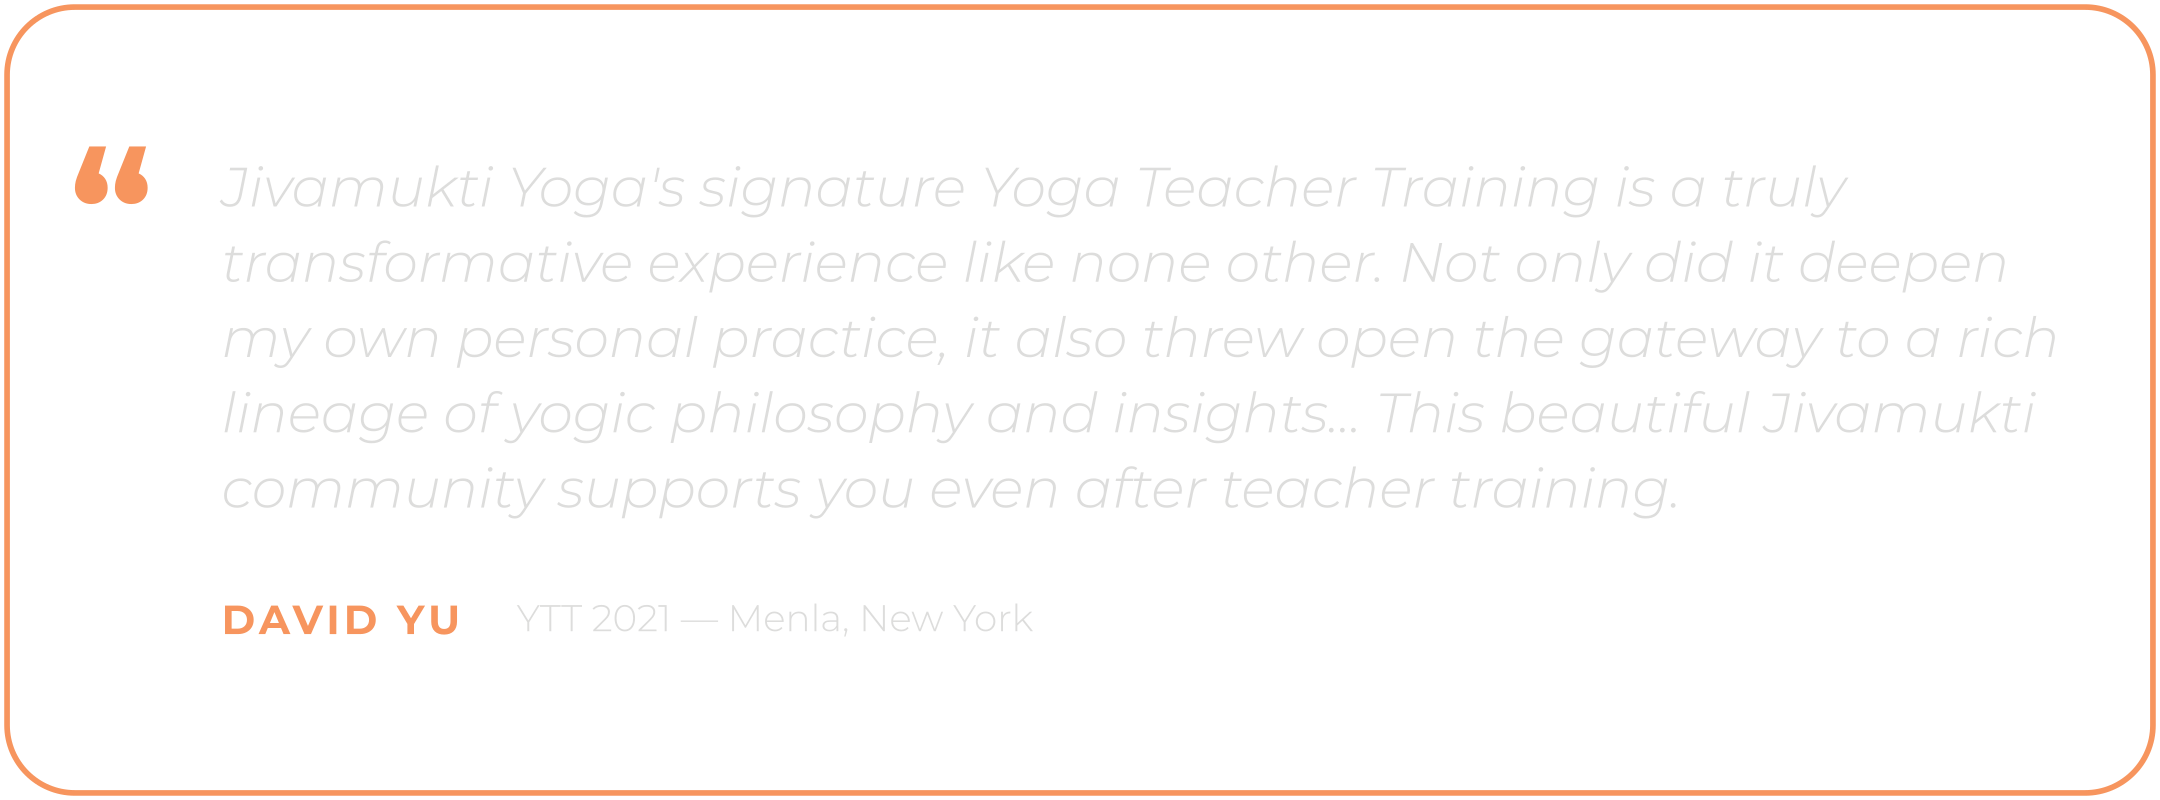 “
Jivamukti Yoga's signature Yoga Teacher Training is a truly
transformative experience like none other. Not only did it deepen
my own personal practice, it also threw open the gateway to a rich
lineage of yogic philosophy and insights... This beautiful Jivamukti
community supports you even after teacher training.
DAVID YU YTT 2021 — Menla, New York